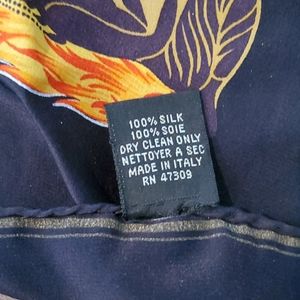 100% SILK
100% SOIE
DRY CLEAN ONLY
NETTOYER A SEC
MADE IN ITALY
RN 47309